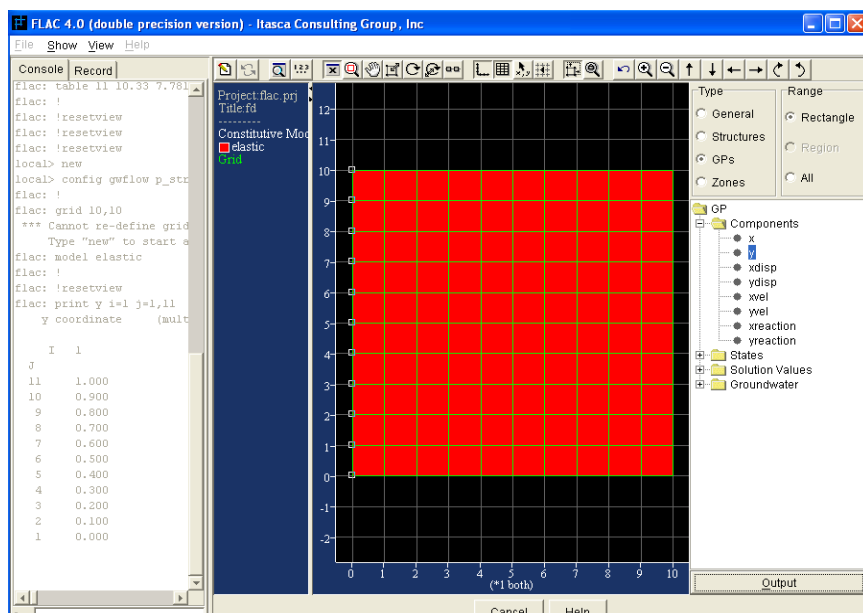 FLAC 4.0 (double precision version) - Itasca Consulting Group, Inc
File Show View Help
Console Record
flac: table 11 10.33 7.781
flac: !
flac: !resetview
flac: !resetview
flac: !resetview
local> new
local> config gwflow p_str
flac: !
flac: grid 10,10
*** Cannot re-define grid
Type "new" to start a
flac: model elastic
flac: !
flac: !resetview
flac: print y i=1 j=1,11
y coordinate (mult
I 1
J
11 1.000
10 0.900
9 0.800
8 0.700
7 0.600
6 0.500
5 0.400
4 0.300
3 0.200
2 0.100
1 0.000
Project:flac.prj
Title:fd
---------
Constitutive Mod
elastic
Grid
12
11
10
9
8
7
6
5
4
3
2
1
0
-1
-2
0 1 2 3 4 5 6 7 8 9 10
(*1 both)
Type
General
Structures
GPs
Zones
Range
Rectangle
Region
All
GP
Components
x
y
xdisp
ydisp
xvel
yvel
xreaction
yreaction
States
Solution Values
Groundwater
Output
Cancel Help